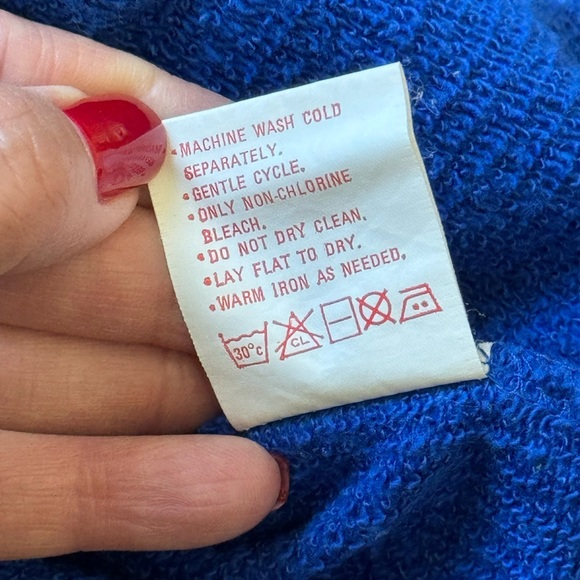 •MACHINE WASH COLD
SEPARATELY.
•GENTLE CYCLE.
•ONLY NON-CHLORINE
BLEACH.
•DO NOT DRY CLEAN.
•LAY FLAT TO DRY.
•WARM IRON AS NEEDED.
30°C CL